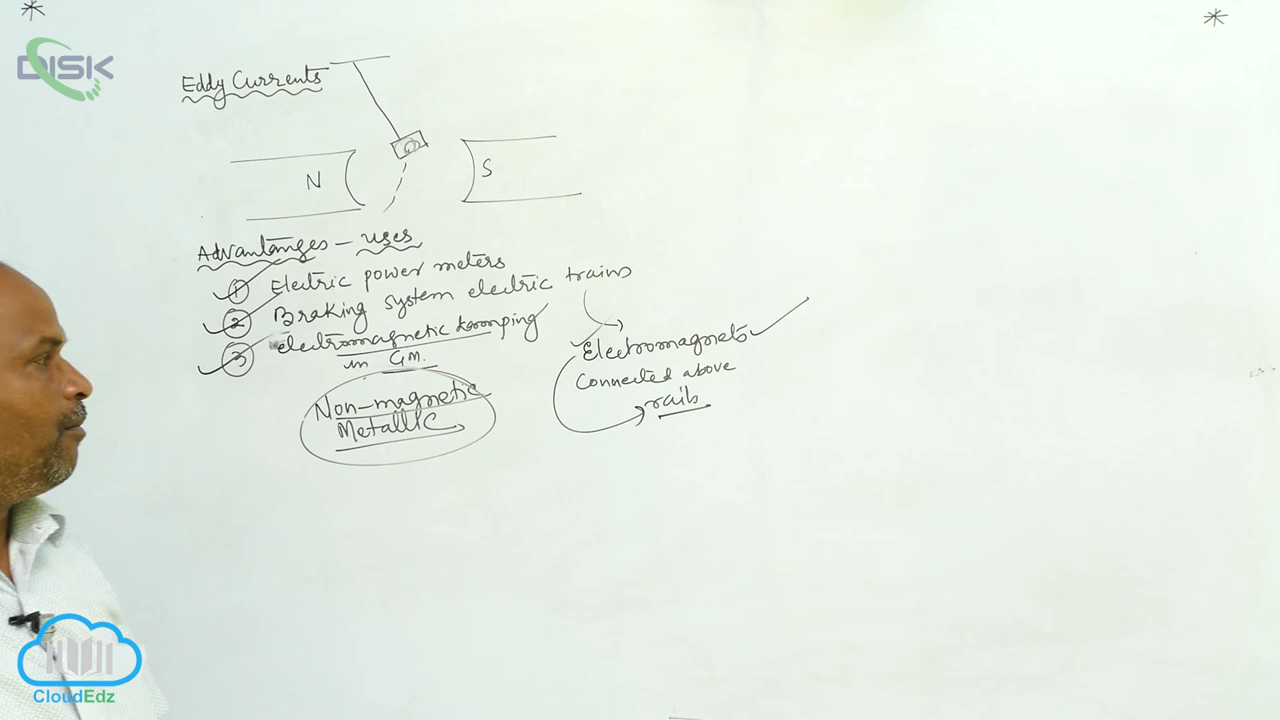 DISK
Eddy Currents
N
S
Advantanges – uses
① Electric power meters
② Braking system electric trains
③ electromagnetic damping
in G.M.
Non-magnetic
Metallic
Electromagnets
Connected above
rails
CloudEdz